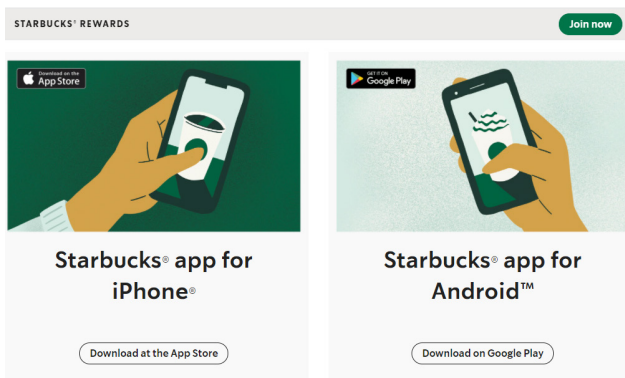 STARBUCKS® REWARDS
Join now
Download on the
App Store
GET IT ON
Google Play
Starbucks® app for
iPhone®
Starbucks® app for
Android™
Download at the App Store
Download on Google Play